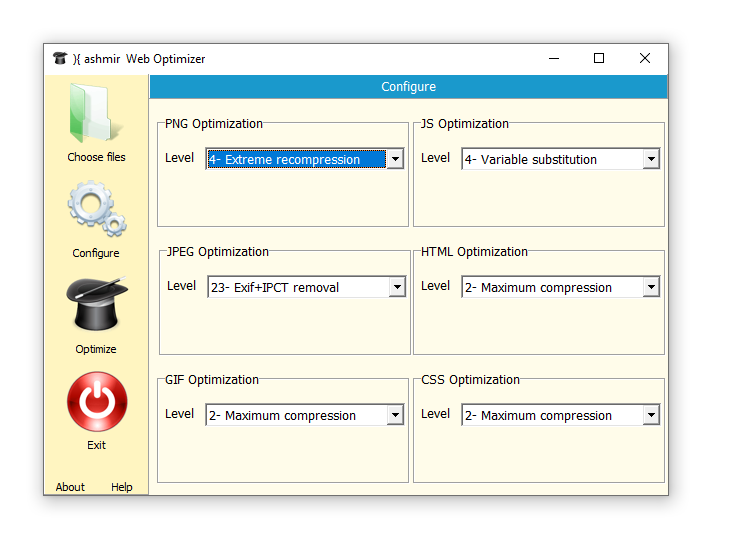 ){ ashmir Web Optimizer
Configure
Choose files
Configure
Optimize
Exit
About Help
PNG Optimization
Level 4- Extreme recompression
JS Optimization
Level 4- Variable substitution
JPEG Optimization
Level 23- Exif+IPCT removal
HTML Optimization
Level 2- Maximum compression
GIF Optimization
Level 2- Maximum compression
CSS Optimization
Level 2- Maximum compression